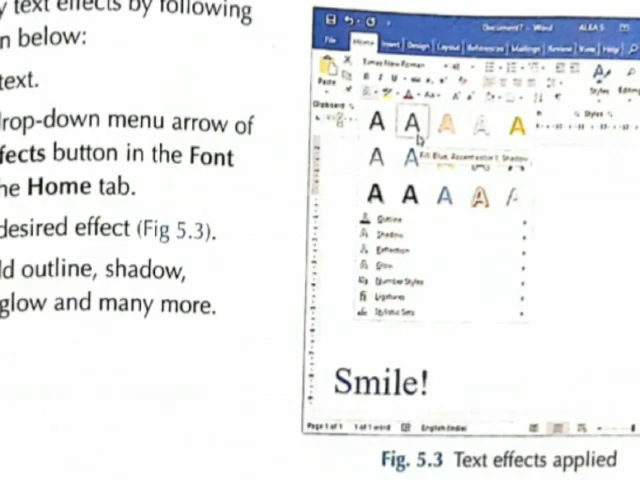 text effects by following
n below:
text.
drop-down menu arrow of
fects button in the Font
he Home tab.
desired effect (Fig 5.3).
ld outline, shadow,
glow and many more.
Document7 - Word ALKA S
File Home Insert Design Layout References Mailings Review View Help
Times New Roman
Paste
Styles Editing
Clipboard
Styles
Fill: Blue, Accent color 1; Shadow
Outline
Shadow
Reflection
Glow
Number Styles
Ligatures
Stylistic Sets
Smile!
Page 1 of 1 1 of 1 word English (India)
Fig. 5.3 Text effects applied